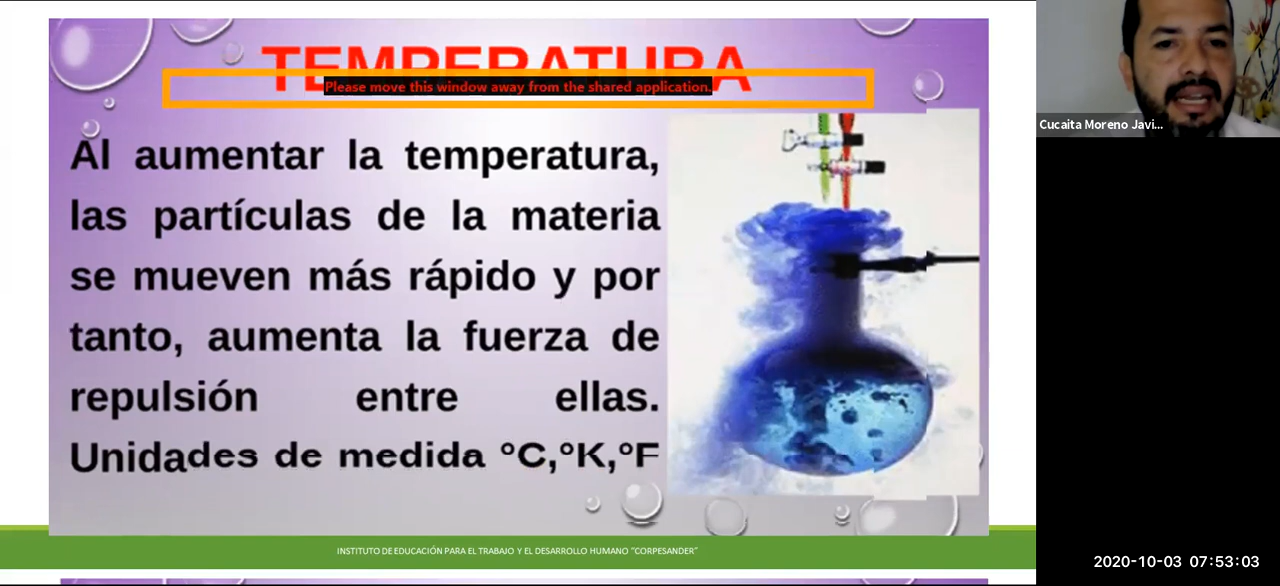 TEMPERATURA
Please move this window away from the shared application.
Al aumentar la temperatura,
las partículas de la materia
se mueven más rápido y por
tanto, aumenta la fuerza de
repulsión entre ellas.
Unidades de medida °C,°K,°F
INSTITUTO DE EDUCACIÓN PARA EL TRABAJO Y EL DESARROLLO HUMANO "CORPESANDER"
Cucaita Moreno Javi...
2020-10-03 07:53:03